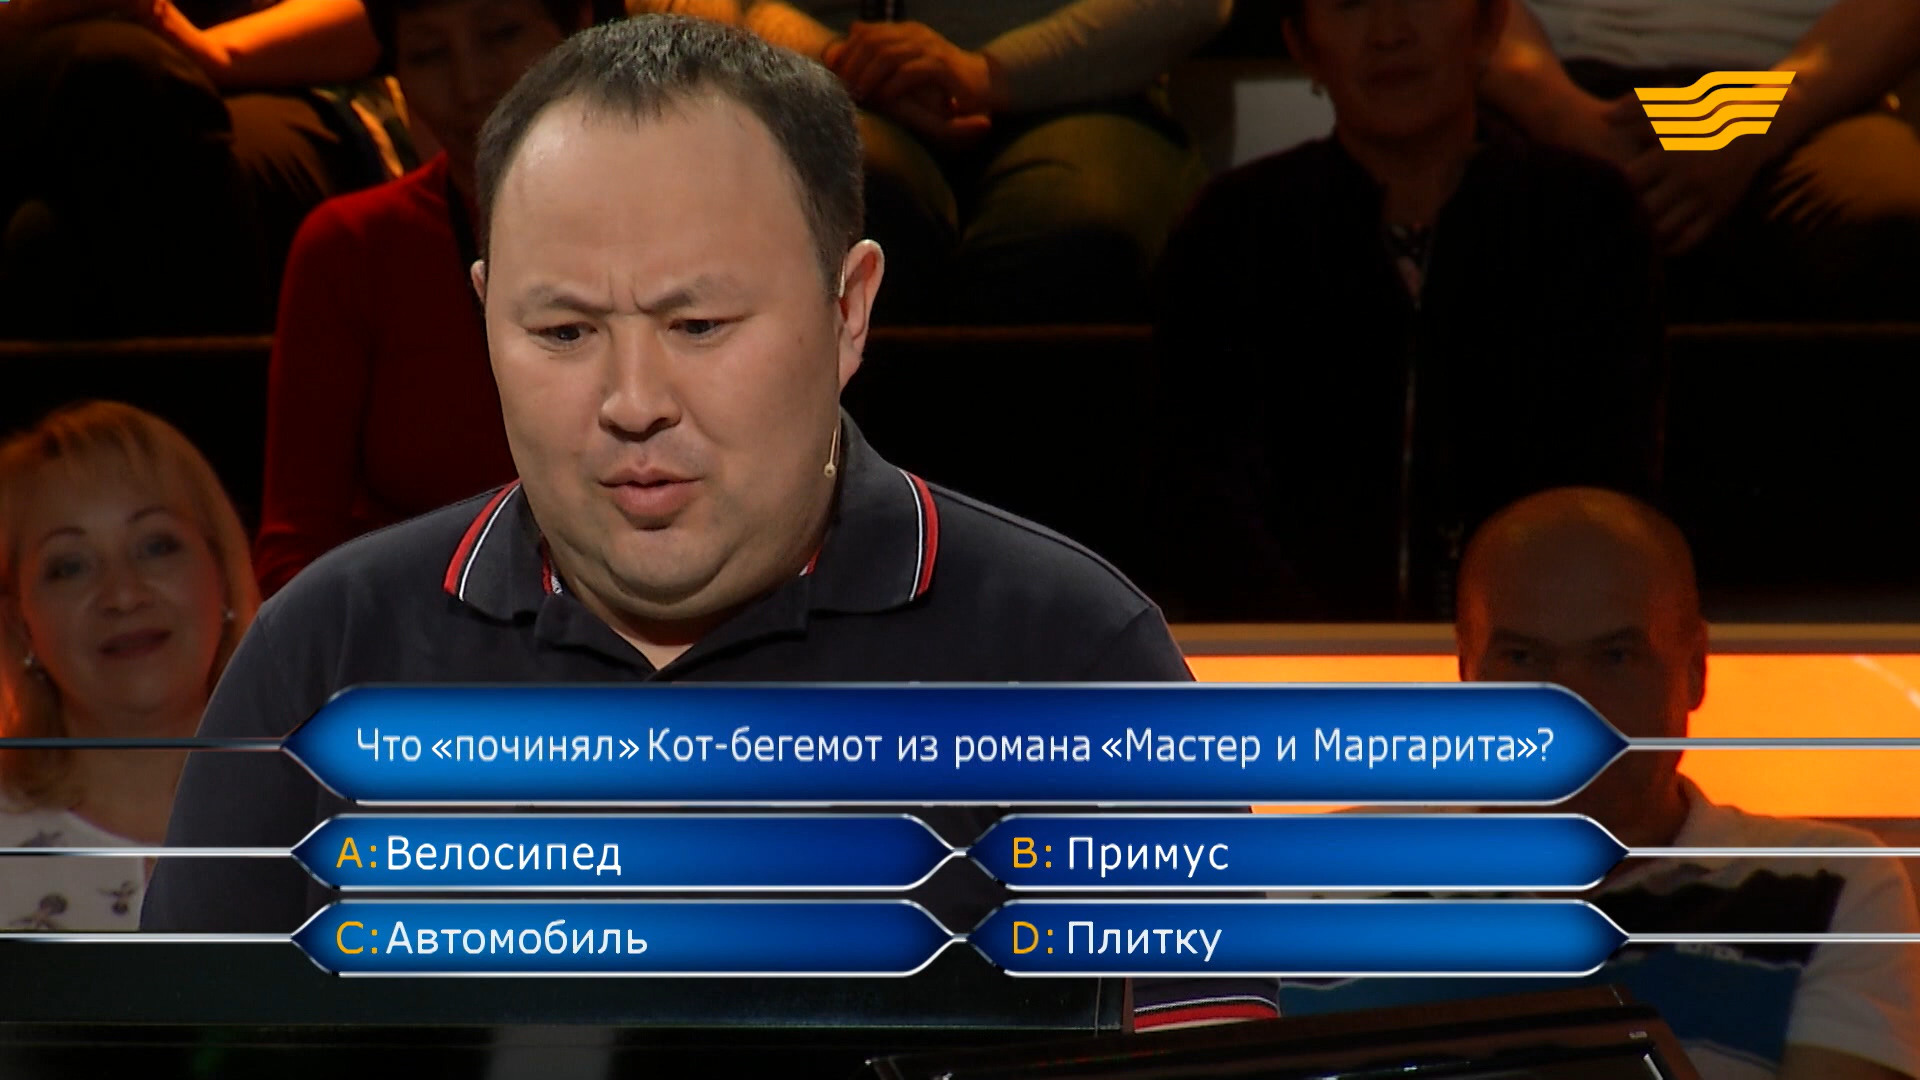 Что «починял» Кот-бегемот из романа «Мастер и Маргарита»?
A: Велосипед
B: Примус
C: Автомобиль
D: Плитку